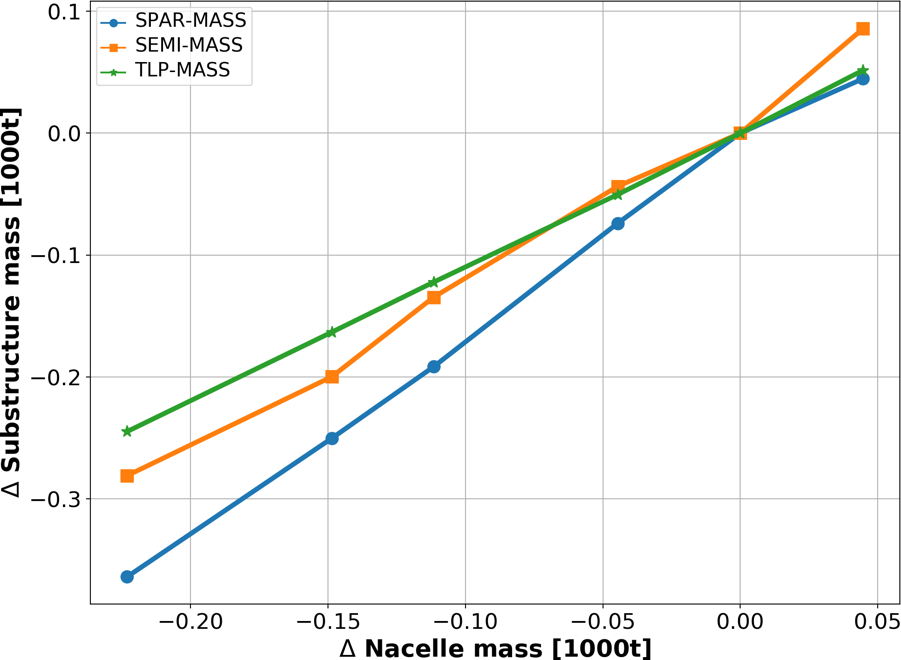 SPAR-MASS
SEMI-MASS
TLP-MASS
0.1
0.0
−0.1
−0.2
−0.3
Δ Substructure mass [1000t]
−0.20
−0.15
−0.10
−0.05
0.00
0.05
Δ Nacelle mass [1000t]